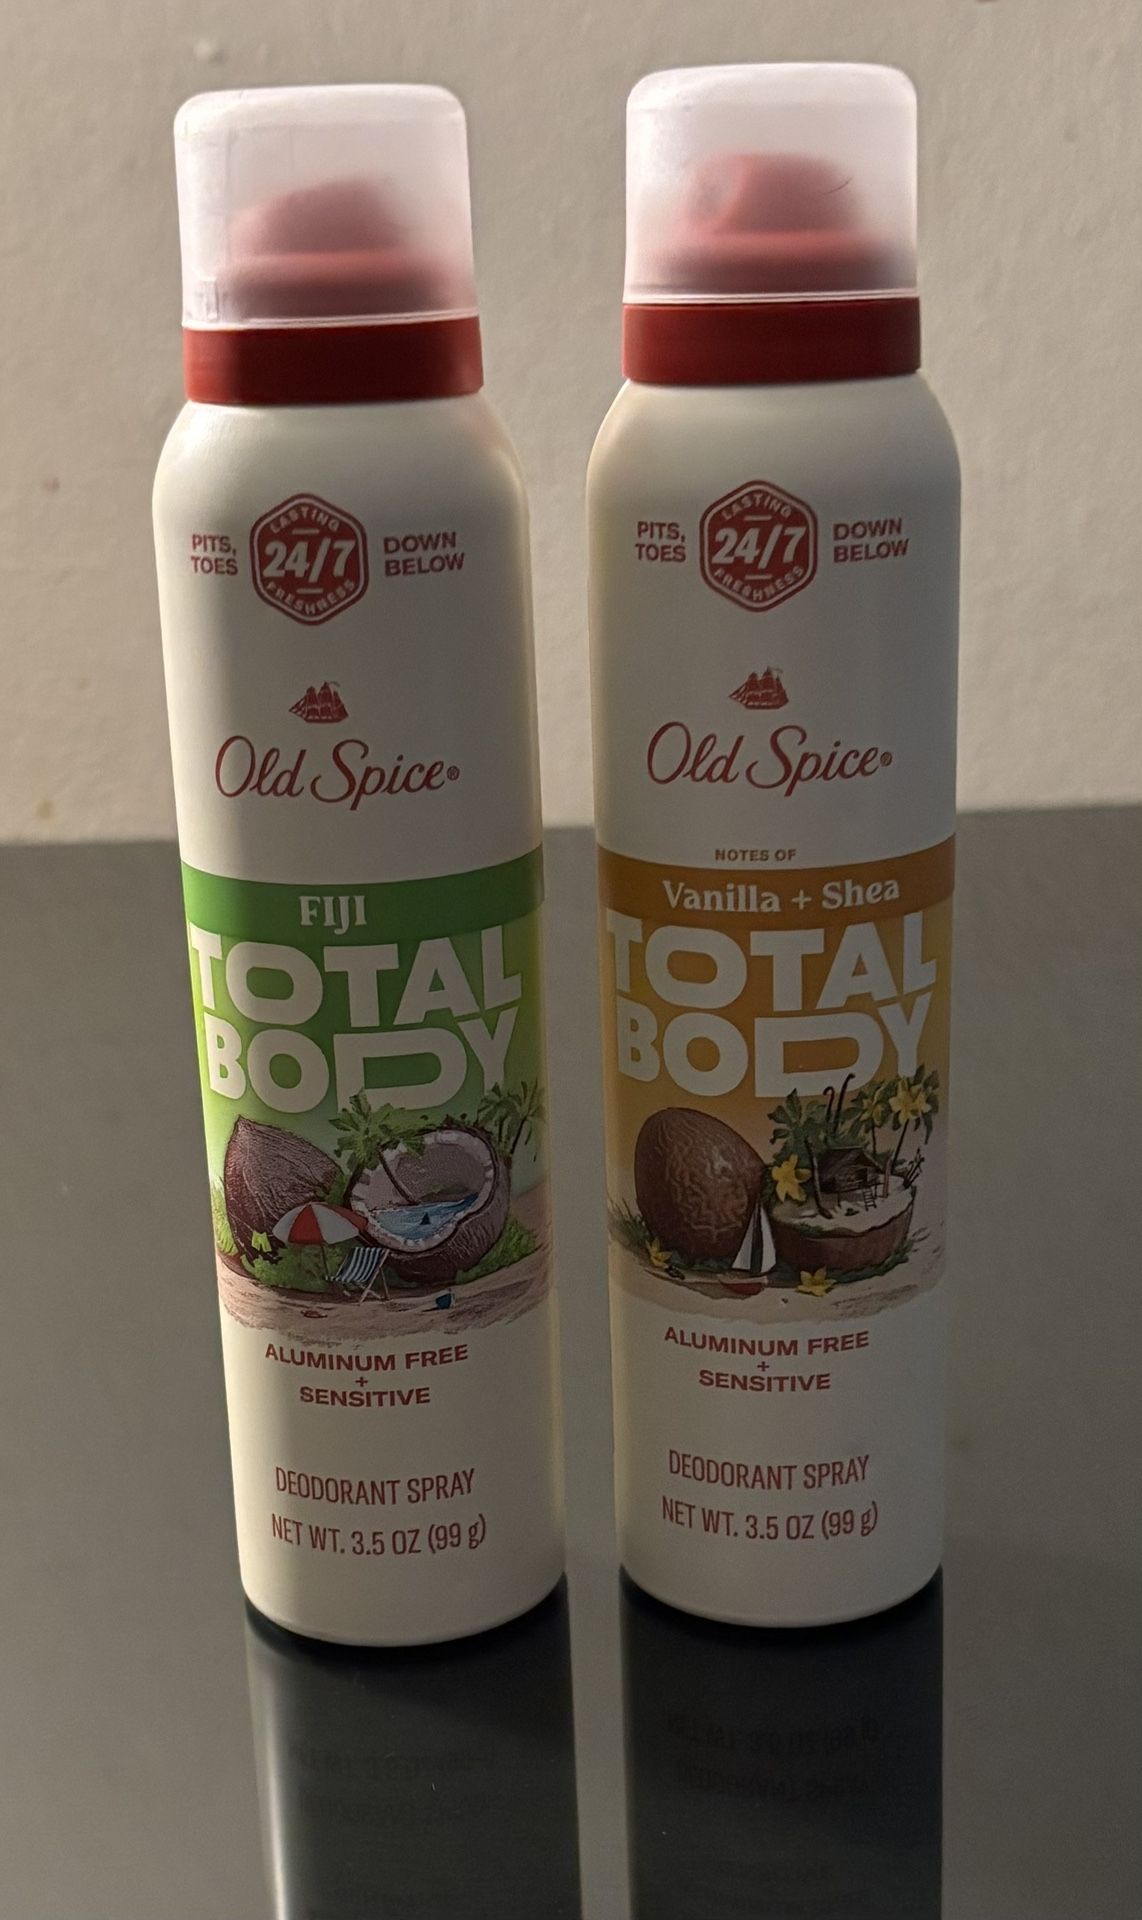 PITS,
TOES
LASTING
24/7
FRESHNESS
DOWN
BELOW
Old Spice®
FIJI
TOTAL
BODY
ALUMINUM FREE
+
SENSITIVE
DEODORANT SPRAY
NET WT. 3.5 OZ (99 g)
PITS,
TOES
LASTING
24/7
FRESHNESS
DOWN
BELOW
Old Spice®
NOTES OF
Vanilla + Shea
TOTAL
BODY
ALUMINUM FREE
+
SENSITIVE
DEODORANT SPRAY
NET WT. 3.5 OZ (99 g)